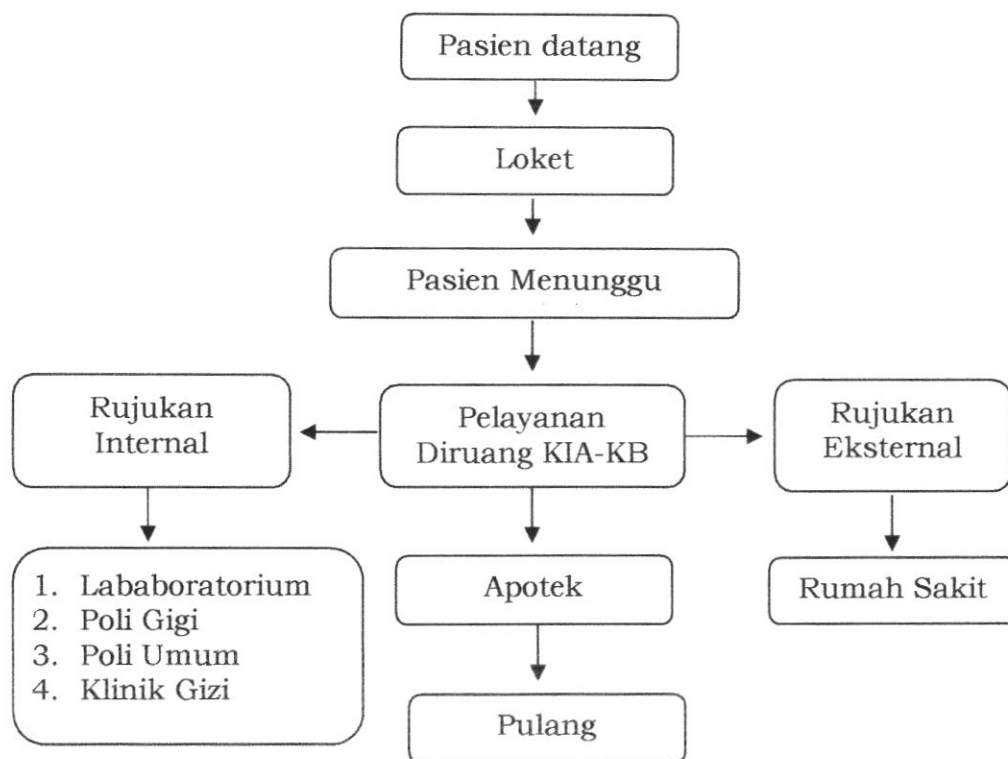 Pasien datang
Loket
Pasien Menunggu
Rujukan
Internal
Pelayanan
Diruang KIA-KB
Rujukan
Eksternal
1. Lababoratorium
2. Poli Gigi
3. Poli Umum
4. Klinik Gizi
Apotek
Rumah Sakit
Pulang